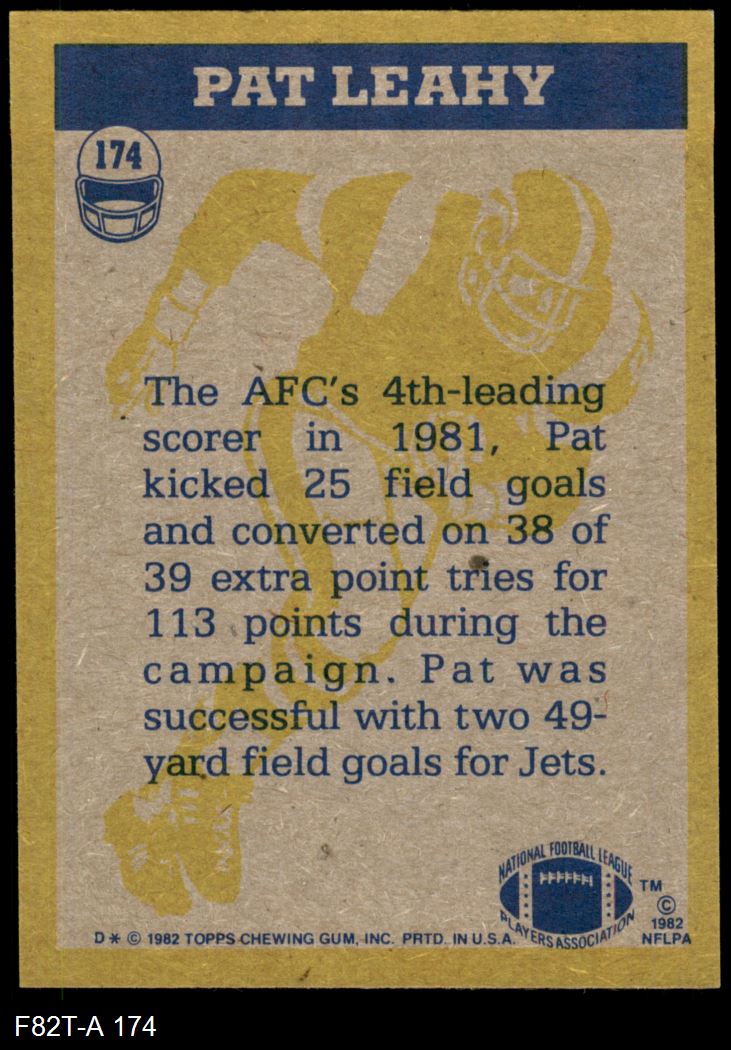 PAT LEAHY
174
The AFC's 4th-leading
scorer in 1981, Pat
kicked 25 field goals
and converted on 38 of
39 extra point tries for
113 points during the
campaign. Pat was
successful with two 49-
yard field goals for Jets.
NATIONAL FOOTBALL LEAGUE
PLAYERS ASSOCIATION
TM
©
1982
NFLPA
D * © 1982 TOPPS CHEWING GUM, INC. PRTD. IN U.S.A.
F82T-A 174